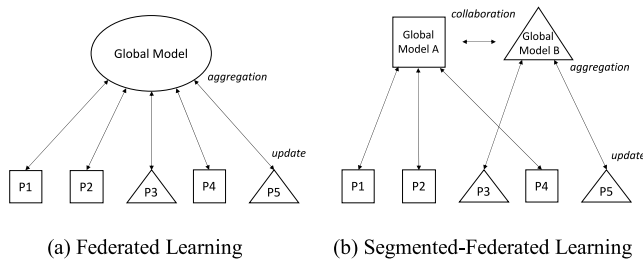 Global Model
aggregation
update
P1 P2 P3 P4 P5
(a) Federated Learning
collaboration
Global
Model A
Global
Model B
aggregation
update
P1 P2 P3 P4 P5
(b) Segmented-Federated Learning